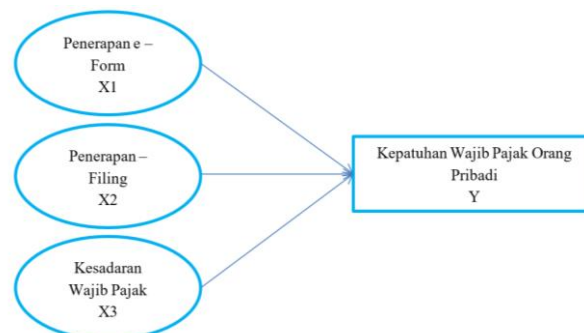 Penerapan e –
Form
X1
Penerapan –
Filing
X2
Kesadaran
Wajib Pajak
X3
Kepatuhan Wajib Pajak Orang
Pribadi
Y